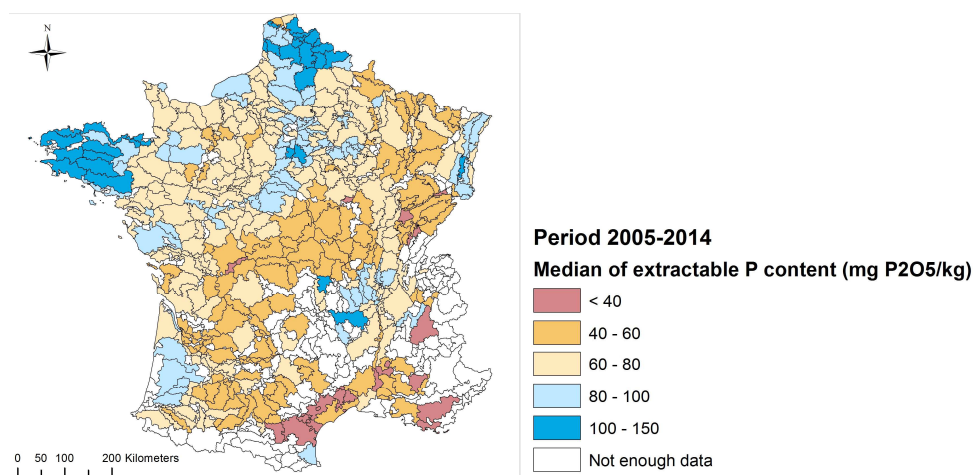 N
Period 2005-2014
Median of extractable P content (mg P2O5/kg)
< 40
40 - 60
60 - 80
80 - 100
100 - 150
Not enough data
0 50 100 200 Kilometers